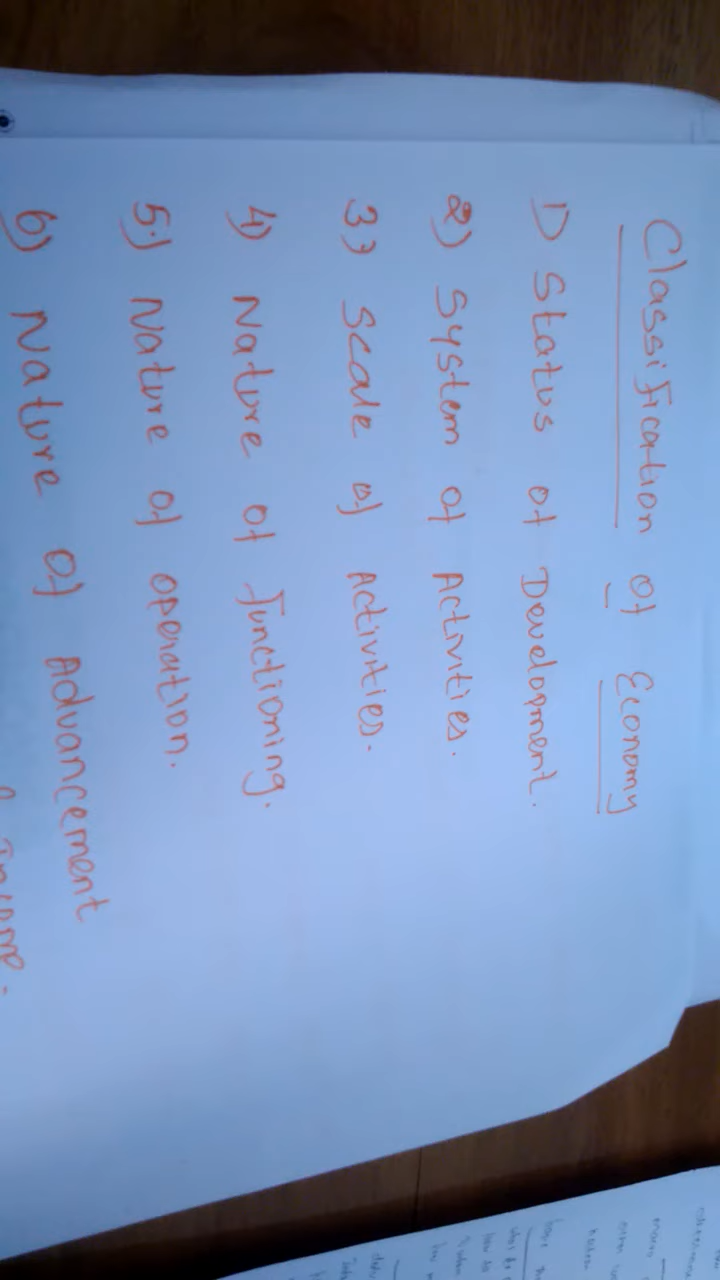 Classification of Economy
1) Status of Development.
2) System of Activities.
3) Scale of Activities.
4) Nature of functioning.
5.) Nature of operation.
6) Nature of Advancement
Income.